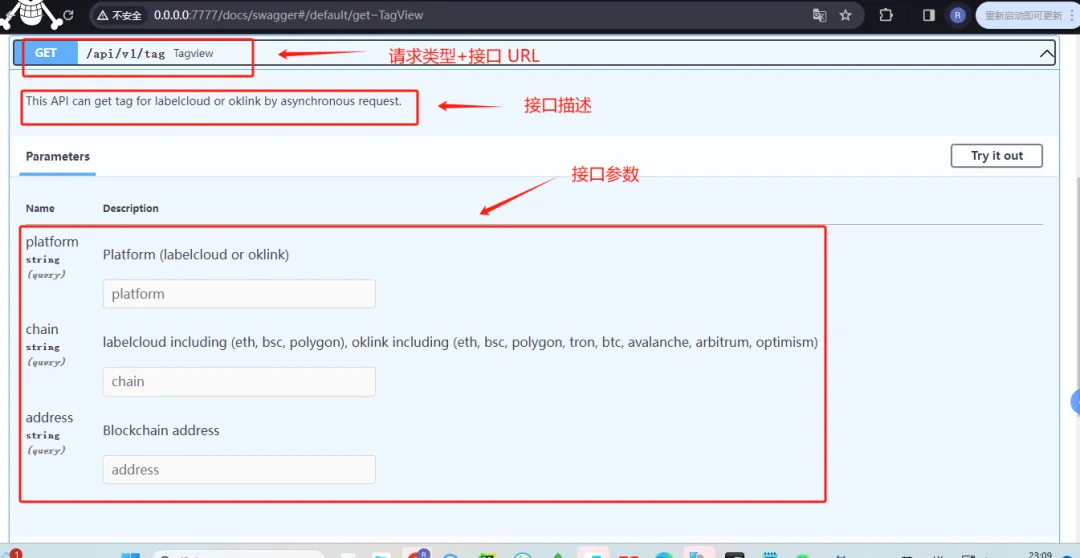 不安全 0.0.0.0:7777/docs/swagger#/default/get~TagView 重新启动即可更新
R
GET /api/v1/tag Tagview
请求类型+接口 URL
This API can get tag for labelcloud or oklink by asynchronous request.
接口描述
Parameters
Try it out
接口参数
Name Description
platform
string
(query)
Platform (labelcloud or oklink)
platform
chain
string
(query)
labelcloud including (eth, bsc, polygon), oklink including (eth, bsc, polygon, tron, btc, avalanche, arbitrum, optimism)
chain
address
string
(query)
Blockchain address
address
23:09